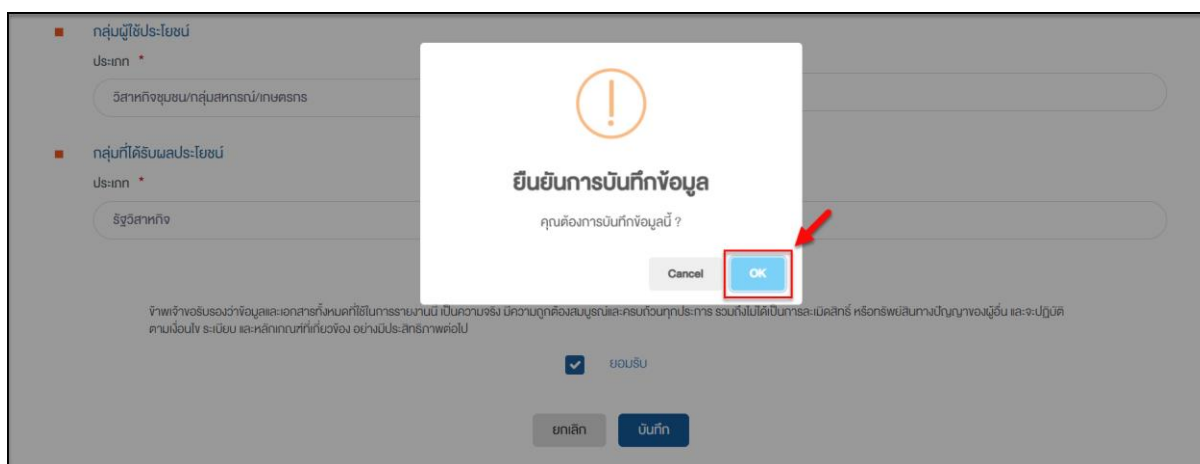 กลุ่มผู้ใช้ประโยชน์
ประเภท *
วิสาหกิจชุมชน/กลุ่มสหกรณ์/เกษตรกร
กลุ่มที่ได้รับผลประโยชน์
ประเภท *
รัฐวิสาหกิจ
ยืนยันการบันทึกข้อมูล
คุณต้องการบันทึกข้อมูลนี้ ?
Cancel
OK
ข้าพเจ้าขอรับรองว่าข้อมูลและเอกสารทั้งหมดที่ใช้ในการรายงานนี้ เป็นความจริง มีความถูกต้องสมบูรณ์และครบถ้วนทุกประการ รวมถึงไม่ได้เป็นการละเมิดสิทธิ์ หรือทรัพย์สินทางปัญญาของผู้อื่น และจะปฏิบัติ
ตามเงื่อนไข ระเบียบ และหลักเกณฑ์ที่เกี่ยวข้อง อย่างมีประสิทธิภาพต่อไป
ยอมรับ
ยกเลิก
บันทึก